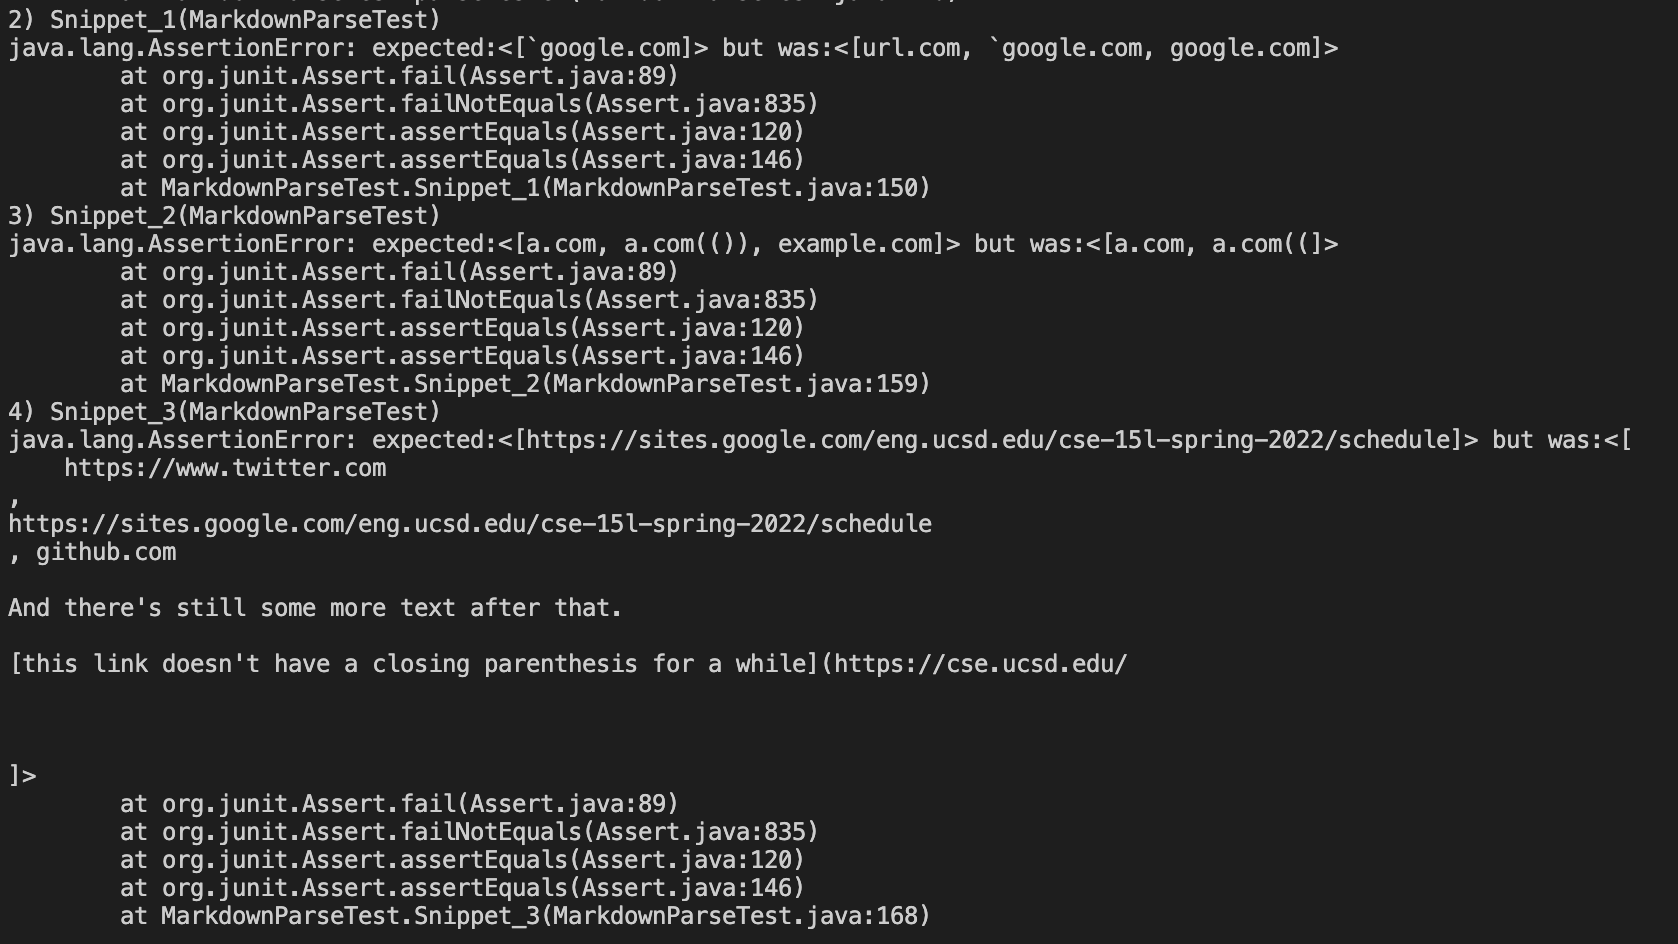 2) Snippet_1(MarkdownParseTest)
java.lang.AssertionError: expected:<[`google.com]> but was:<[url.com, `google.com, google.com]>
        at org.junit.Assert.fail(Assert.java:89)
        at org.junit.Assert.failNotEquals(Assert.java:835)
        at org.junit.Assert.assertEquals(Assert.java:120)
        at org.junit.Assert.assertEquals(Assert.java:146)
        at MarkdownParseTest.Snippet_1(MarkdownParseTest.java:150)
3) Snippet_2(MarkdownParseTest)
java.lang.AssertionError: expected:<[a.com, a.com(()), example.com]> but was:<[a.com, a.com((]>
        at org.junit.Assert.fail(Assert.java:89)
        at org.junit.Assert.failNotEquals(Assert.java:835)
        at org.junit.Assert.assertEquals(Assert.java:120)
        at org.junit.Assert.assertEquals(Assert.java:146)
        at MarkdownParseTest.Snippet_2(MarkdownParseTest.java:159)
4) Snippet_3(MarkdownParseTest)
java.lang.AssertionError: expected:<[https://sites.google.com/eng.ucsd.edu/cse-15l-spring-2022/schedule]> but was:<[
    https://www.twitter.com
,
https://sites.google.com/eng.ucsd.edu/cse-15l-spring-2022/schedule
, github.com

And there's still some more text after that.

[this link doesn't have a closing parenthesis for a while](https://cse.ucsd.edu/



]>
        at org.junit.Assert.fail(Assert.java:89)
        at org.junit.Assert.failNotEquals(Assert.java:835)
        at org.junit.Assert.assertEquals(Assert.java:120)
        at org.junit.Assert.assertEquals(Assert.java:146)
        at MarkdownParseTest.Snippet_3(MarkdownParseTest.java:168)